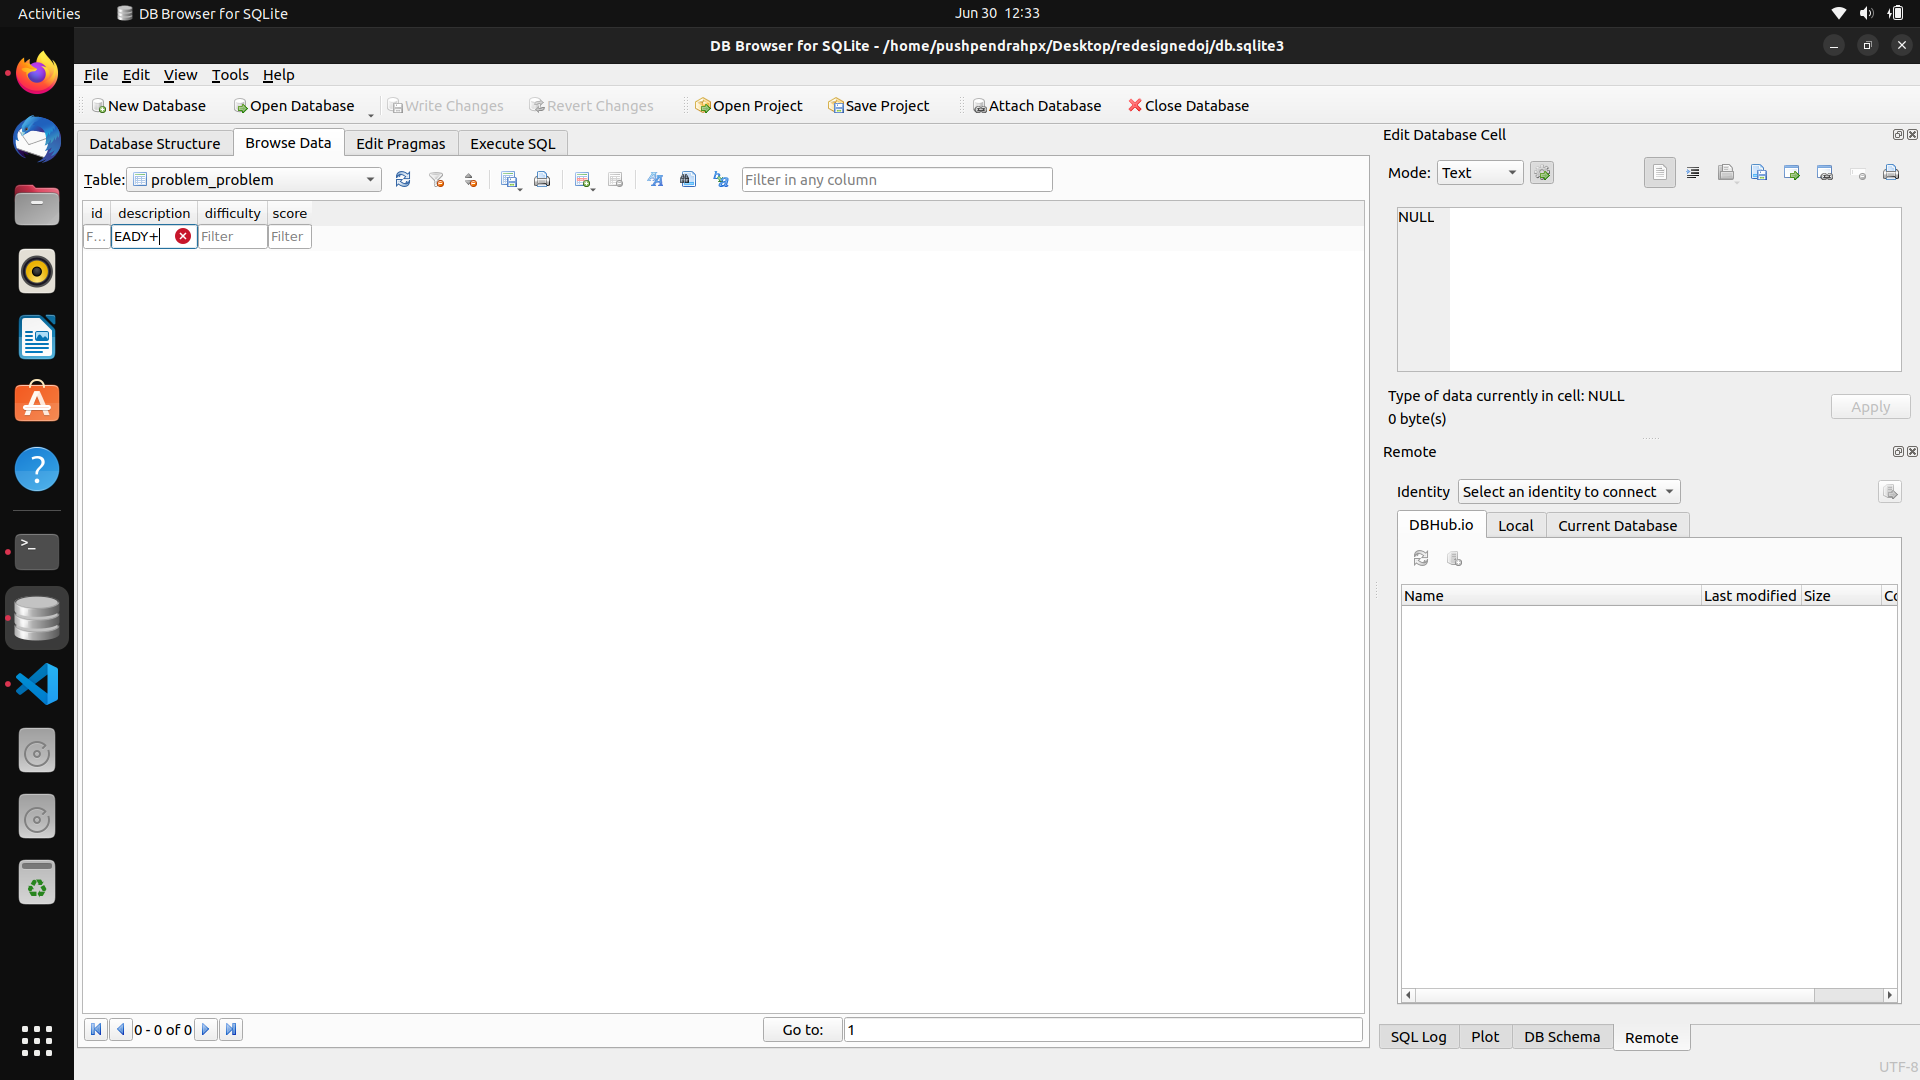 Activities DB Browser for SQLite Jun 30 12:33
DB Browser for SQLite - /home/pushpendrahpx/Desktop/redesignedoj/db.sqlite3
File Edit View Tools Help
New Database Open Database Write Changes Revert Changes Open Project Save Project Attach Database Close Database
Database Structure Browse Data Edit Pragmas Execute SQL
Table: problem_problem Filter in any column
id description difficulty score
F... EADY+ Filter Filter
0 - 0 of 0 Go to: 1
Edit Database Cell
Mode: Text
NULL
Type of data currently in cell: NULL
0 byte(s)
Apply
Remote
Identity Select an identity to connect
DBHub.io Local Current Database
Name Last modified Size
SQL Log Plot DB Schema Remote
UTF-8